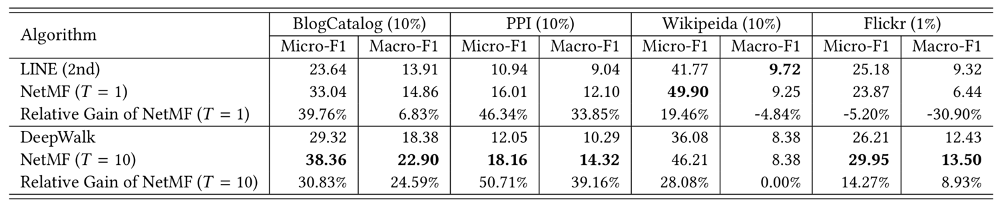 Algorithm BlogCatalog (10%) PPI (10%) Wikipeida (10%) Flickr (1%)
Micro-F1 Macro-F1 Micro-F1 Macro-F1 Micro-F1 Macro-F1 Micro-F1 Macro-F1
LINE (2nd) 23.64 13.91 10.94 9.04 41.77 9.72 25.18 9.32
NetMF (T = 1) 33.04 14.86 16.01 12.10 49.90 9.25 23.87 6.44
Relative Gain of NetMF (T = 1) 39.76% 6.83% 46.34% 33.85% 19.46% -4.84% -5.20% -30.90%
DeepWalk 29.32 18.38 12.05 10.29 36.08 8.38 26.21 12.43
NetMF (T = 10) 38.36 22.90 18.16 14.32 46.21 8.38 29.95 13.50
Relative Gain of NetMF (T = 10) 30.83% 24.59% 50.71% 39.16% 28.08% 0.00% 14.27% 8.93%